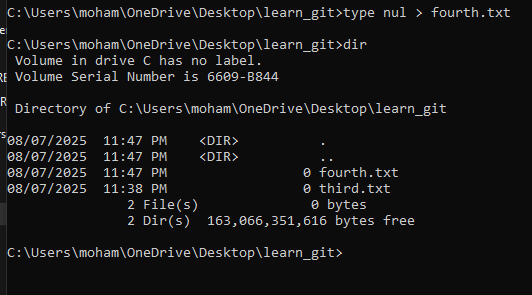 C:\Users\moham\OneDrive\Desktop\learn_git>type nul > fourth.txt
C:\Users\moham\OneDrive\Desktop\learn_git>dir
 Volume in drive C has no label.
 Volume Serial Number is 6609-B844
 Directory of C:\Users\moham\OneDrive\Desktop\learn_git
08/07/2025  11:47 PM    <DIR>          .
08/07/2025  11:47 PM    <DIR>          ..
08/07/2025  11:47 PM                 0 fourth.txt
08/07/2025  11:38 PM                 0 third.txt
               2 File(s)              0 bytes
               2 Dir(s)  163,066,351,616 bytes free
C:\Users\moham\OneDrive\Desktop\learn_git>